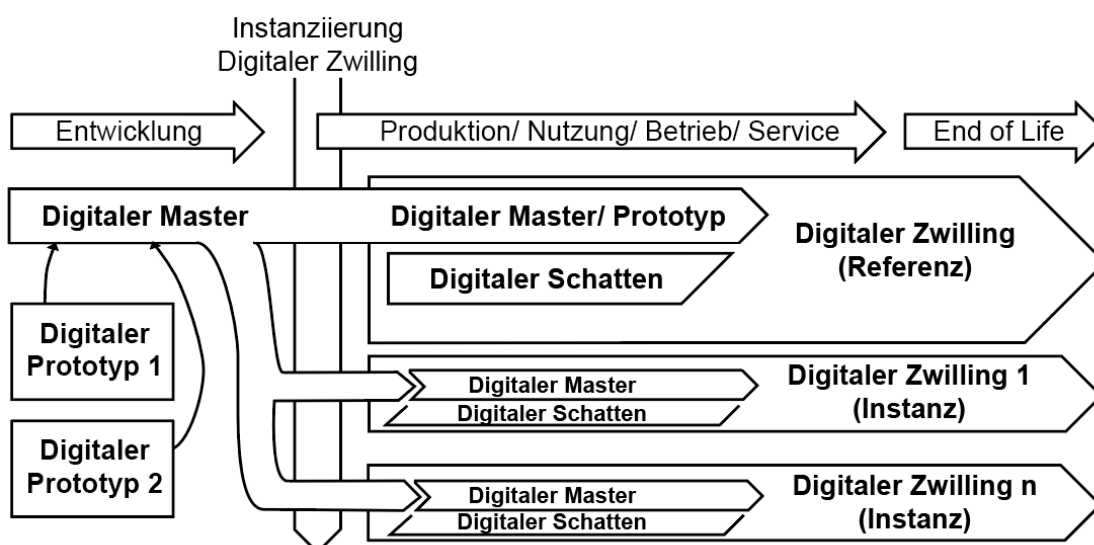 Instanziierung
Digitaler Zwilling
Entwicklung
Produktion/ Nutzung/ Betrieb/ Service
End of Life
Digitaler Master
Digitaler Master/ Prototyp
Digitaler Schatten
Digitaler Zwilling
(Referenz)
Digitaler
Prototyp 1
Digitaler
Prototyp 2
Digitaler Master
Digitaler Schatten
Digitaler Zwilling 1
(Instanz)
Digitaler Master
Digitaler Schatten
Digitaler Zwilling n
(Instanz)